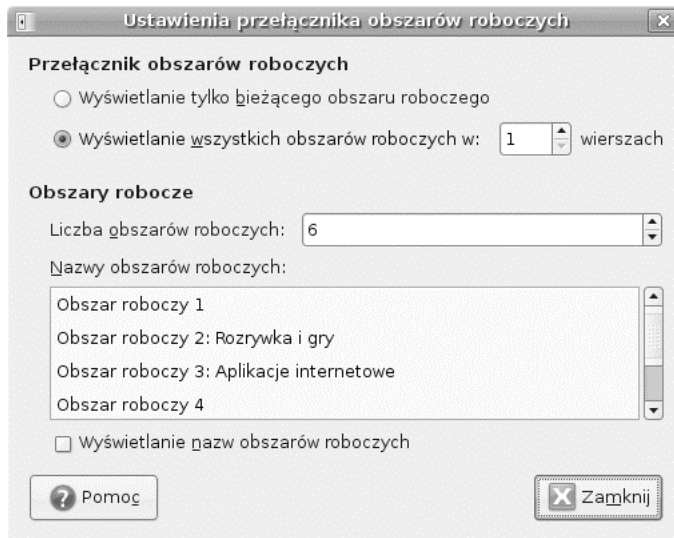 Ustawienia przełącznika obszarów roboczych
Przełącznik obszarów roboczych
Wyświetlanie tylko bieżącego obszaru roboczego
Wyświetlanie wszystkich obszarów roboczych w: 1 wierszach
Obszary robocze
Liczba obszarów roboczych: 6
Nazwy obszarów roboczych:
Obszar roboczy 1
Obszar roboczy 2: Rozrywka i gry
Obszar roboczy 3: Aplikacje internetowe
Obszar roboczy 4
Wyświetlanie nazw obszarów roboczych
Pomoc Zamknij